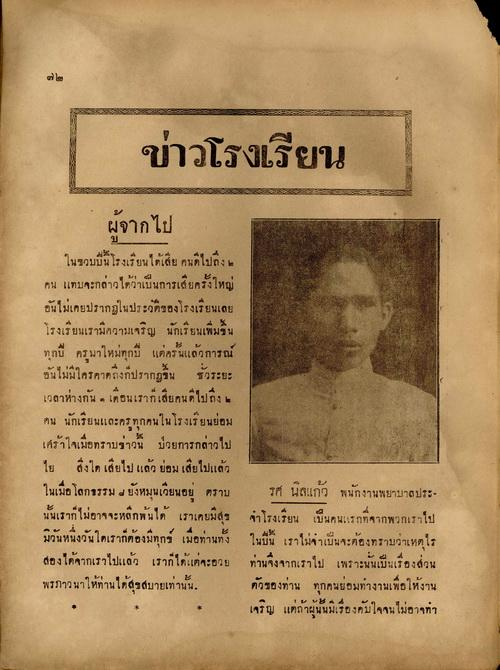 ๗๒
ข่าวโรงเรียน
ผู้จากไป
ในรอบปีนี้โรงเรียนได้เสีย คนดีไปถึง ๒
คน แทบจะกล่าวได้ว่าเป็นการเสียครั้งใหญ่
อันไม่เคยปรากฏในประวัติของโรงเรียนเลย
โรงเรียนเรามีความเจริญ นักเรียนเพิ่มขึ้น
ทุกปี ครูมาใหม่ทุกปี แต่ครั้นแล้วการณ์
อันไม่มีใครคาดถึงก็ปรากฏขึ้น ชั่วระยะ
เวลาห่างกัน ๑ เดือนเราก็เสียคนดีไปถึง ๒
คน นักเรียนและครูทุกคนในโรงเรียนย่อม
เศร้าใจเมื่อทราบข่าวนี้ ป่วยการกล่าวไป
ไย สิ่งใด เสียไป แล้ว ย่อม เสียไปแล้ว
ในเมื่อ โลกธรรม ๘ ยังหมุนเวียนอยู่ ตราบ
นั้นเราก็ไม่อาจจะหลีกพ้นได้ เราเคยมีสุข
มีวันหนึ่งวันใดเราก็ต้องมีทุกข์ เมื่อท่านทั้ง
สองได้จากเราไปแล้ว เราก็ได้แต่จะอวย
พรภาวนาให้ท่านได้สุขสบายเท่านั้น.
* * *
รศ นิลแก้ว พนักงานพยาบาลประ-
จำโรงเรียน เป็นคนแรกที่จากพวกเราไป
ในปีนี้ เราไม่จำเป็นจะต้องทราบว่าเหตุไร
ท่านจึงจากเราไป เพราะนั่นเป็นเรื่องส่วน
ตัวของท่าน ทุกคนย่อมทำงานเพื่อให้งาน
เจริญ แต่ถ้าผู้นั้นมีเรื่องคับใจจนไม่อาจทำ